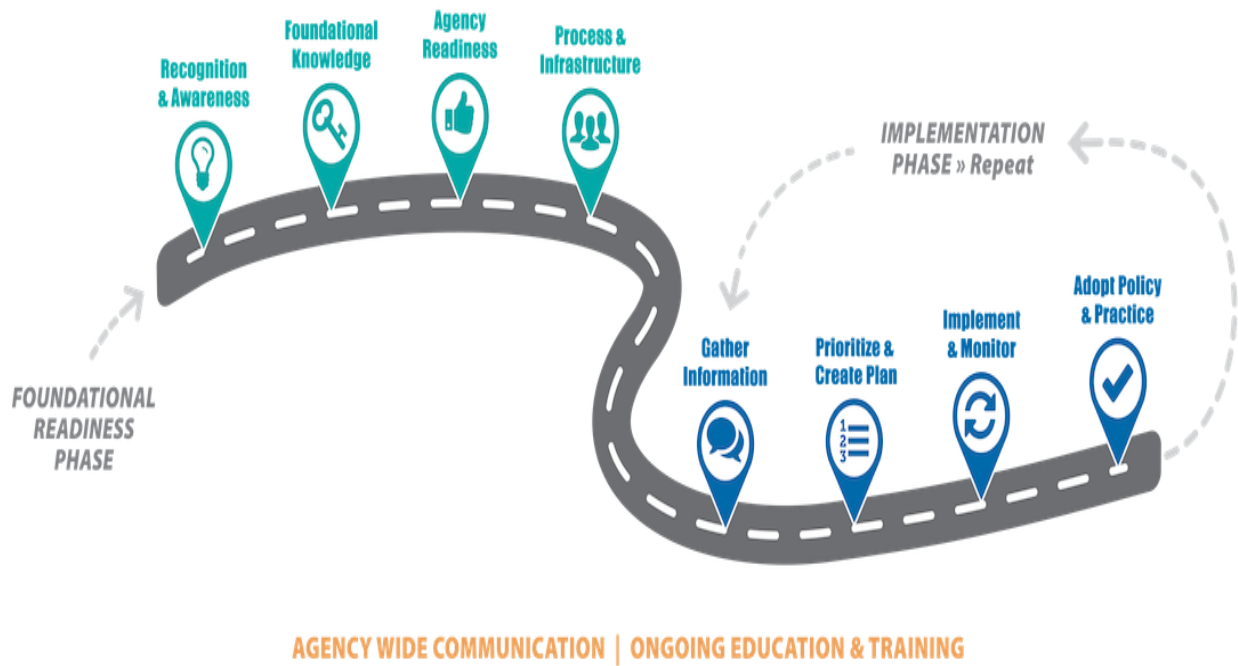 Recognition
& Awareness
Foundational
Knowledge
Agency
Readiness
Process &
Infrastructure
FOUNDATIONAL
READINESS
PHASE
IMPLEMENTATION
PHASE » Repeat
Gather
Information
Prioritize &
Create Plan
1
2
3
Implement
& Monitor
Adopt Policy
& Practice
AGENCY WIDE COMMUNICATION | ONGOING EDUCATION & TRAINING